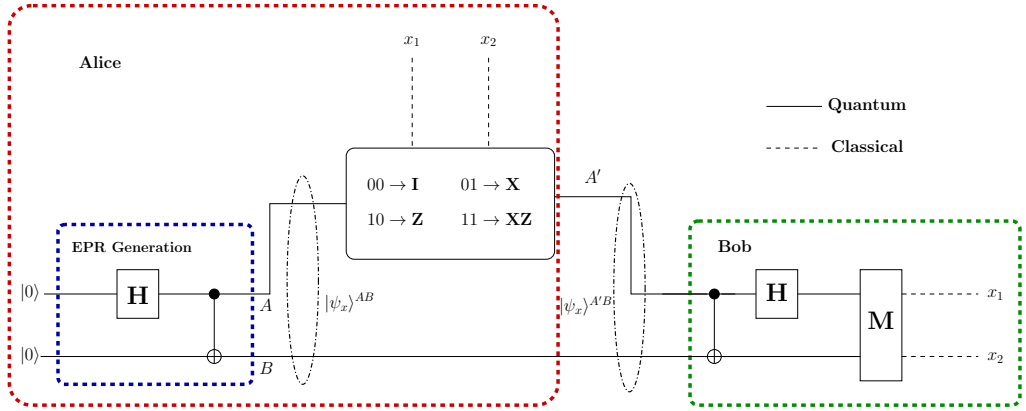 x₁ x₂
Alice
Quantum
Classical
00 → I 01 → X
10 → Z 11 → XZ
A′
EPR Generation
Bob
|0⟩ H A |ψₓ⟩ᴬᴮ |ψₓ⟩ᴬ′ᴮ H M x₁
|0⟩ B x₂